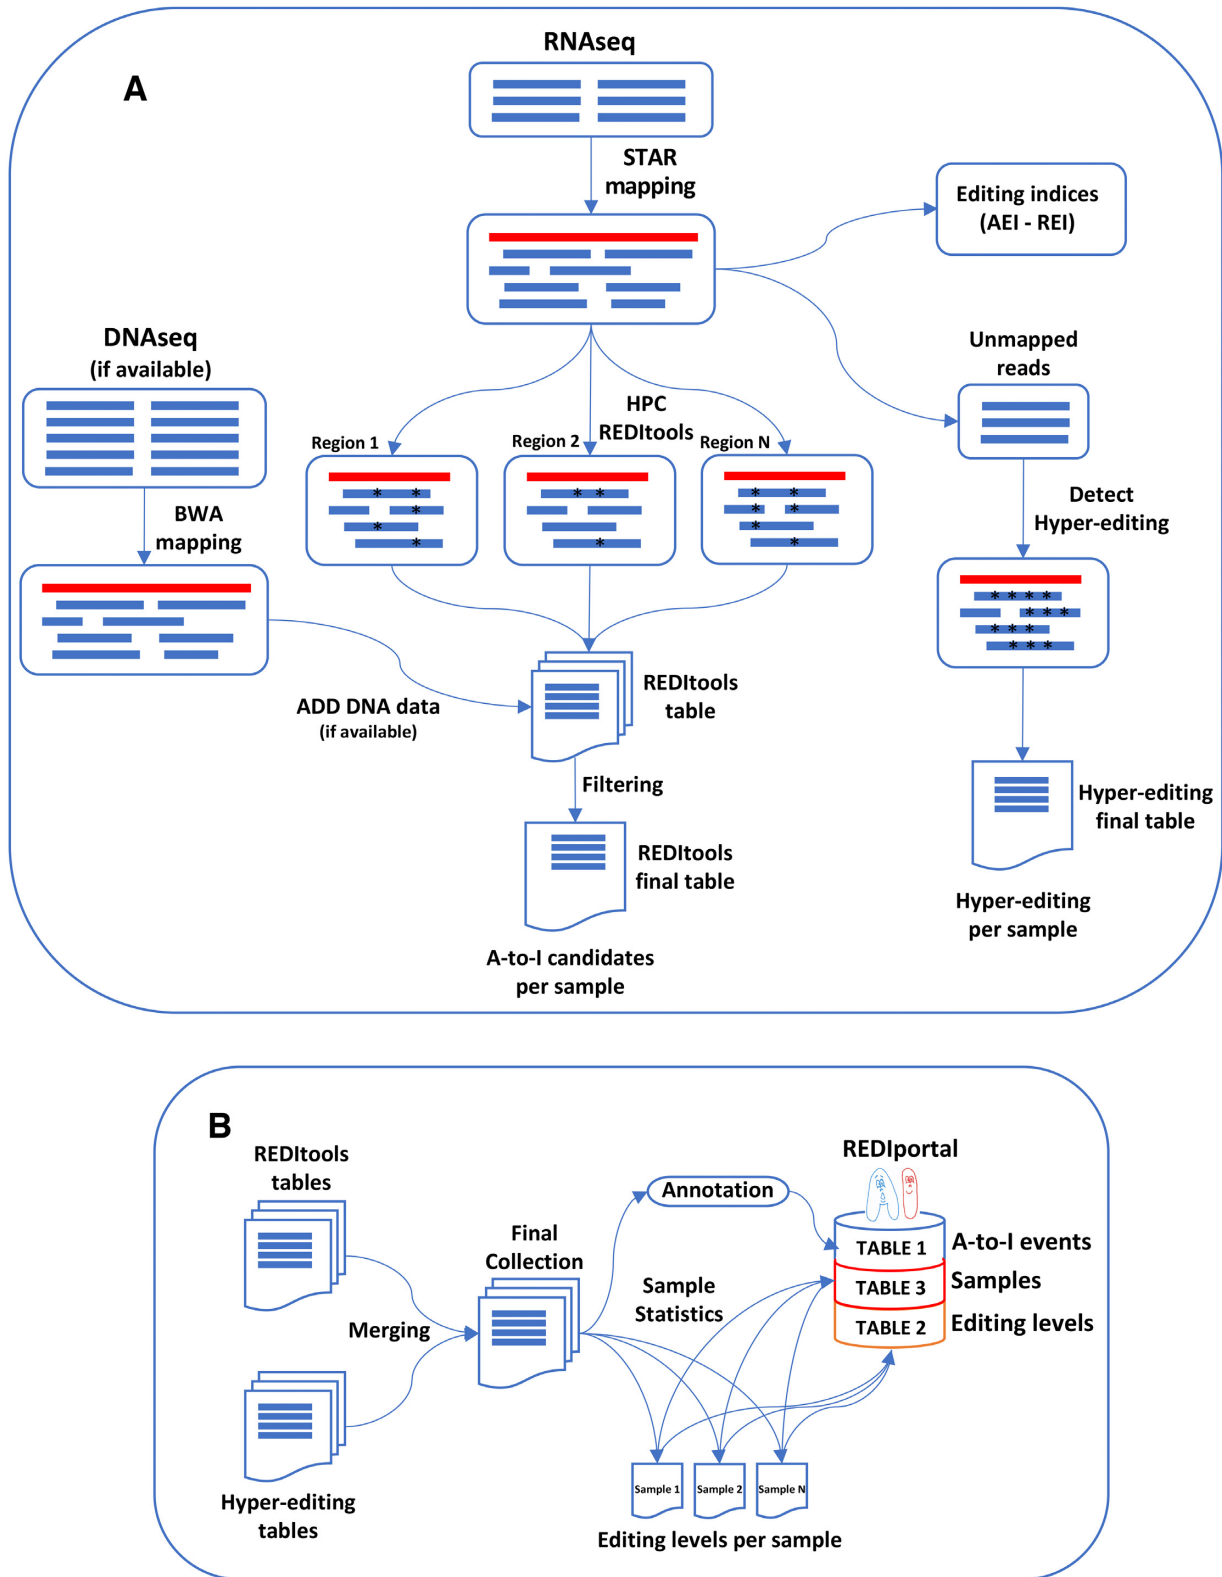 A
RNAseq
STAR
mapping
Editing indices
(AEI - REI)
DNAseq
(if available)
Unmapped
reads
HPC
REDItools
Region 1
Region 2
Region N
* *
*
*
*
* *
*
* *
* *
*
*
BWA
mapping
Detect
Hyper-editing
* * * *
* * *
* * *
* * *
ADD DNA data
(if available)
REDItools
table
Filtering
REDItools
final table
Hyper-editing
final table
A-to-I candidates
per sample
Hyper-editing
per sample
B
REDItools
tables
Merging
Hyper-editing
tables
Final
Collection
Annotation
Sample
Statistics
REDIportal
TABLE 1
A-to-I events
TABLE 3
Samples
TABLE 2
Editing levels
Sample 1
Sample 2
Sample N
Editing levels per sample